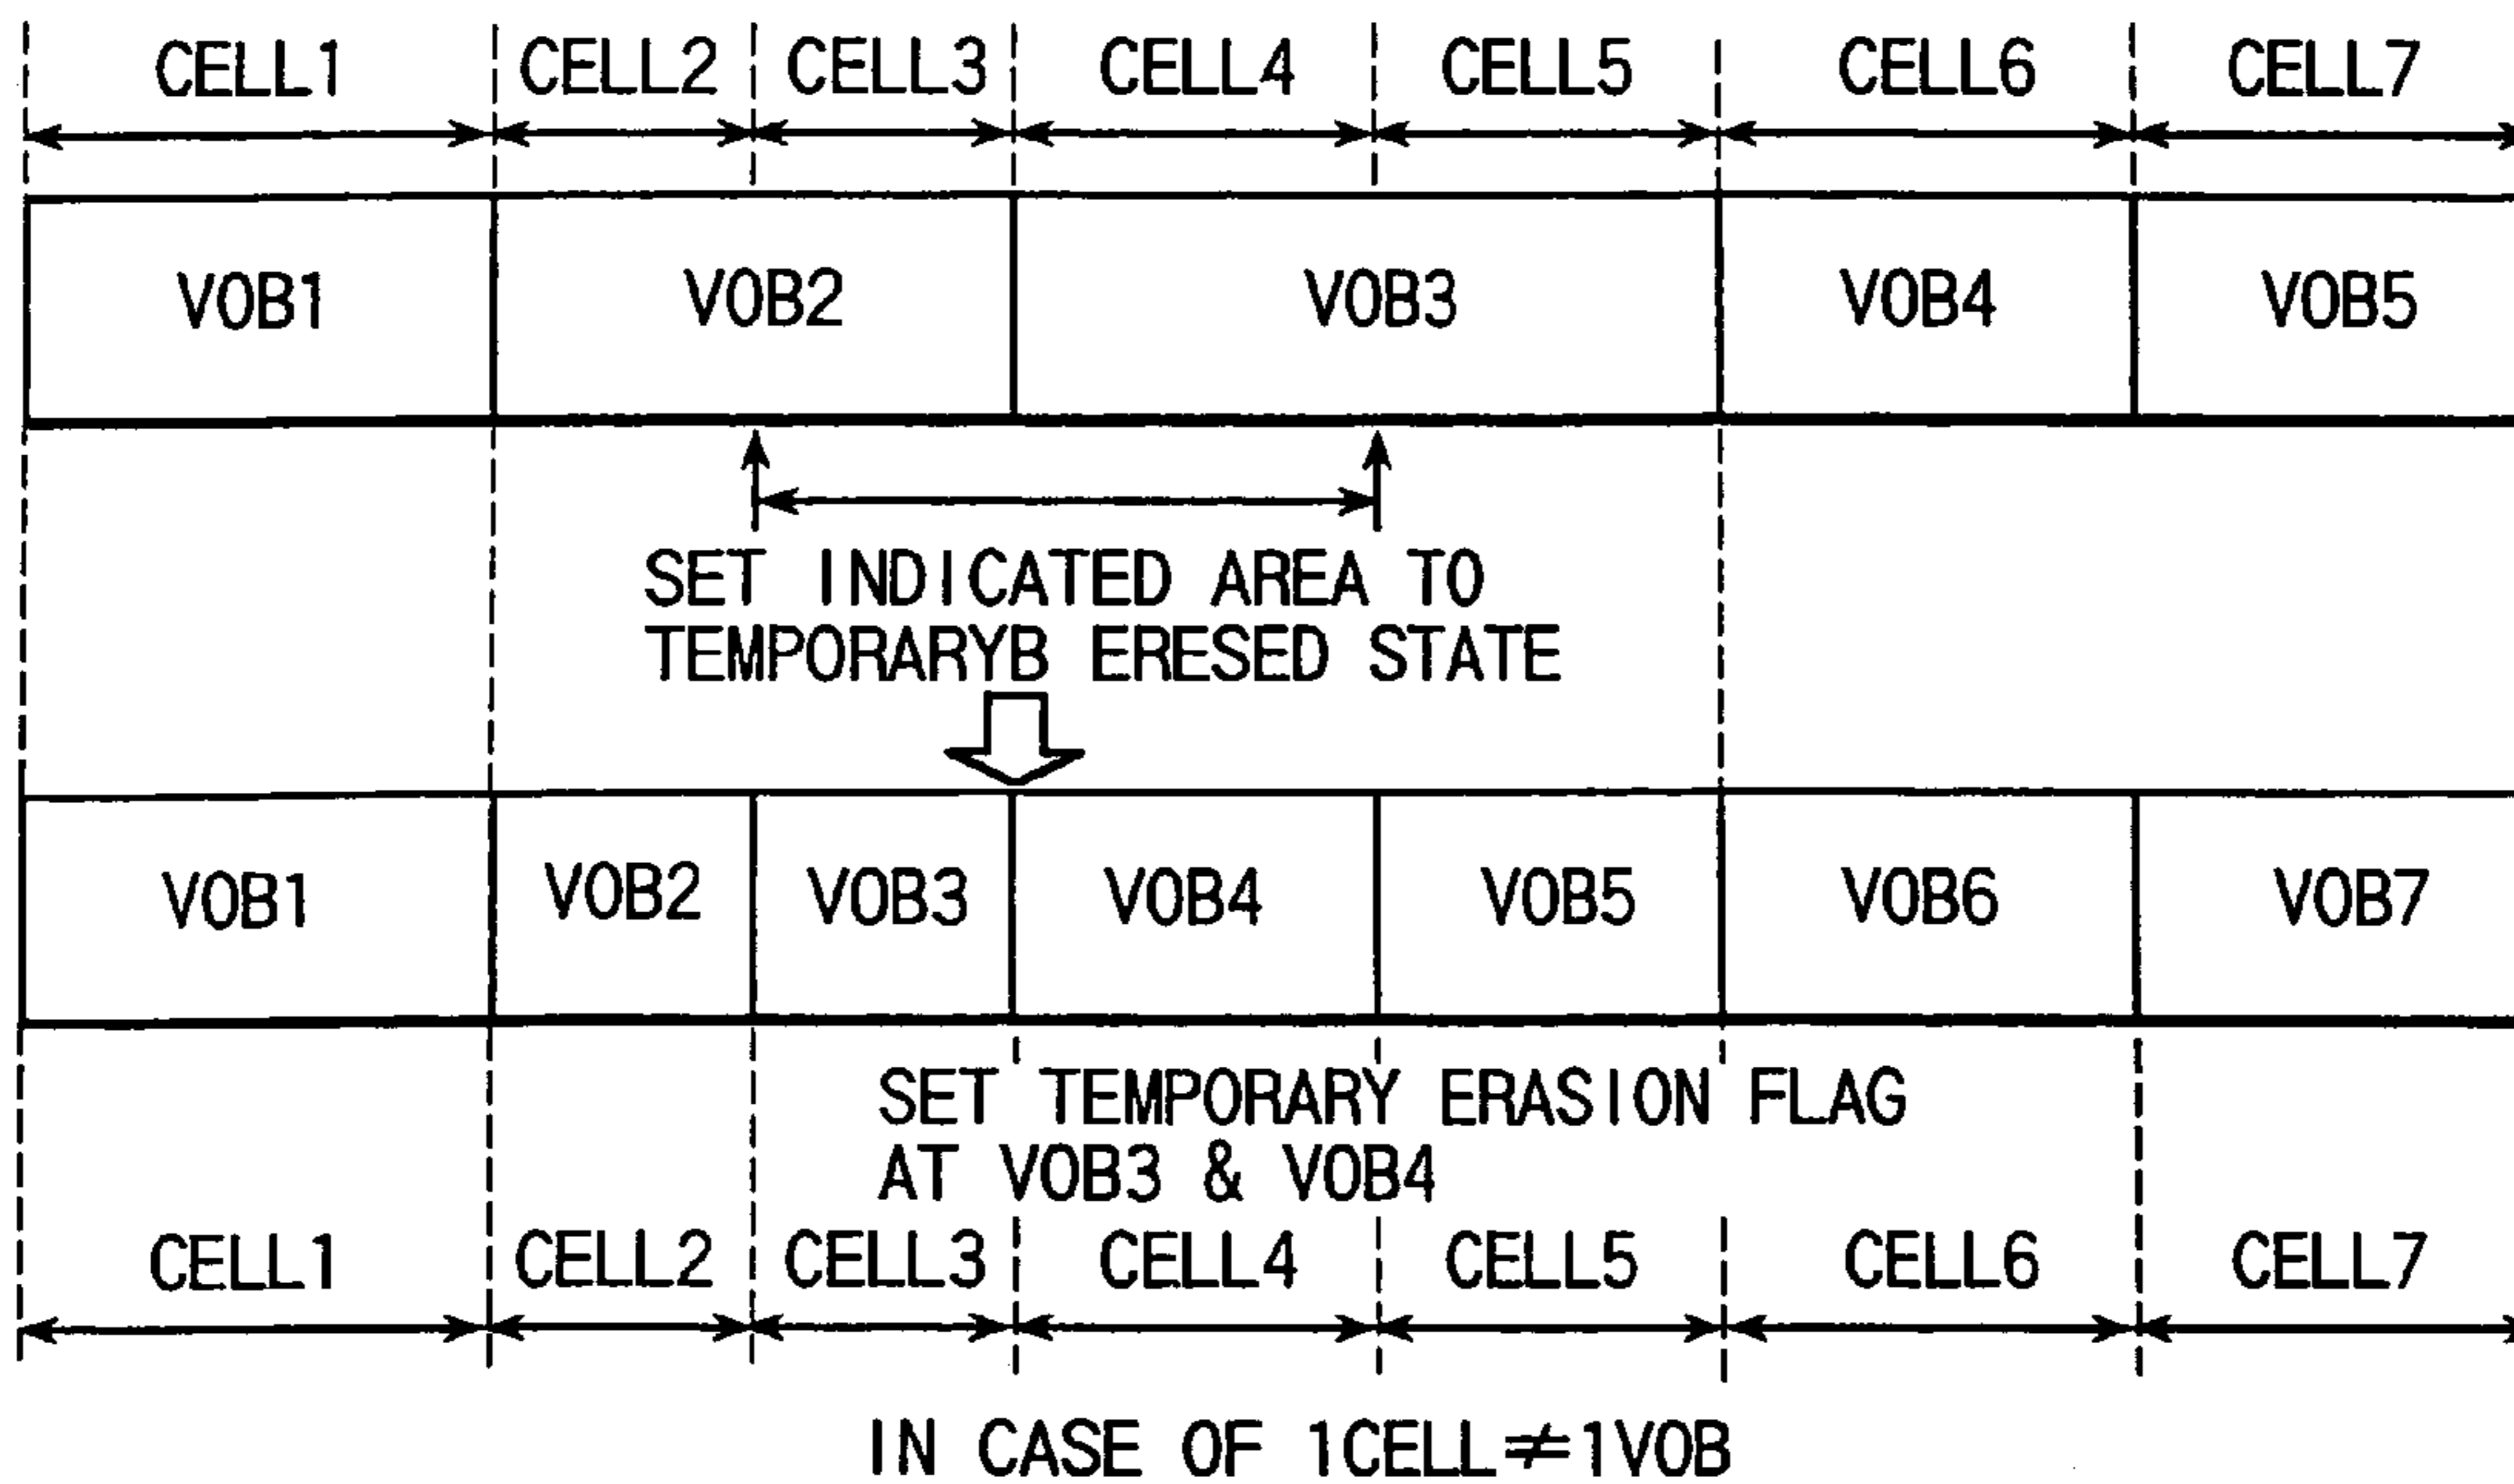 CELL1 CELL2 CELL3 CELL4 CELL5 CELL6 CELL7
VOB1 VOB2 VOB3 VOB4 VOB5
SET INDICATED AREA TO
TEMPORARYB ERESED STATE
VOB1 VOB2 VOB3 VOB4 VOB5 VOB6 VOB7
SET TEMPORARY ERASION FLAG
AT VOB3 & VOB4
CELL1 CELL2 CELL3 CELL4 CELL5 CELL6 CELL7
IN CASE OF 1CELL≠1VOB